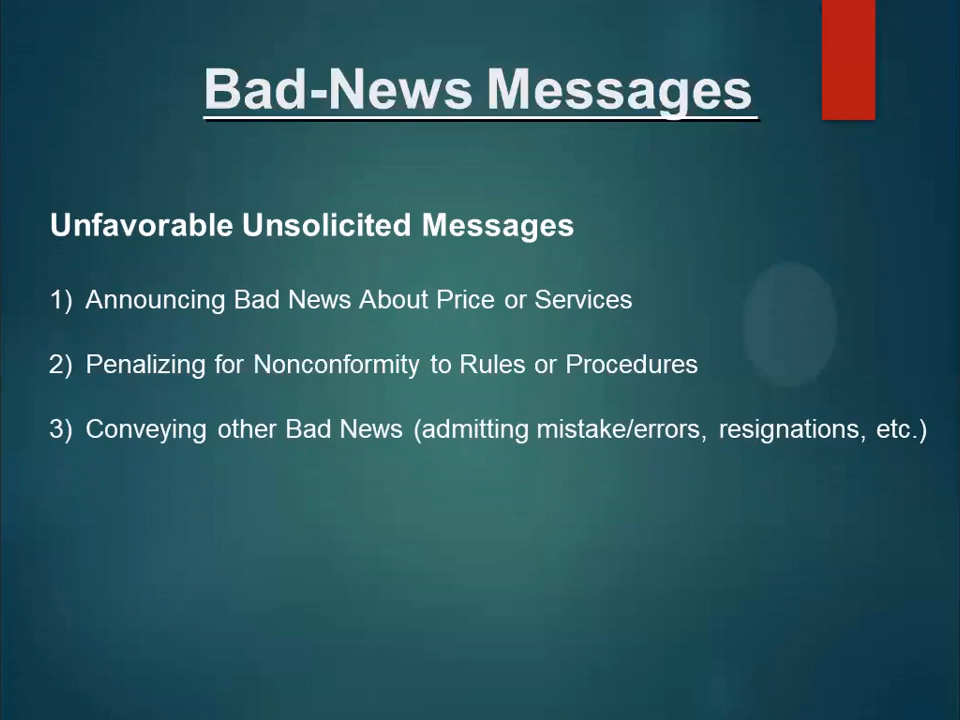 Bad-News Messages
Unfavorable Unsolicited Messages
1) Announcing Bad News About Price or Services
2) Penalizing for Nonconformity to Rules or Procedures
3) Conveying other Bad News (admitting mistake/errors, resignations, etc.)